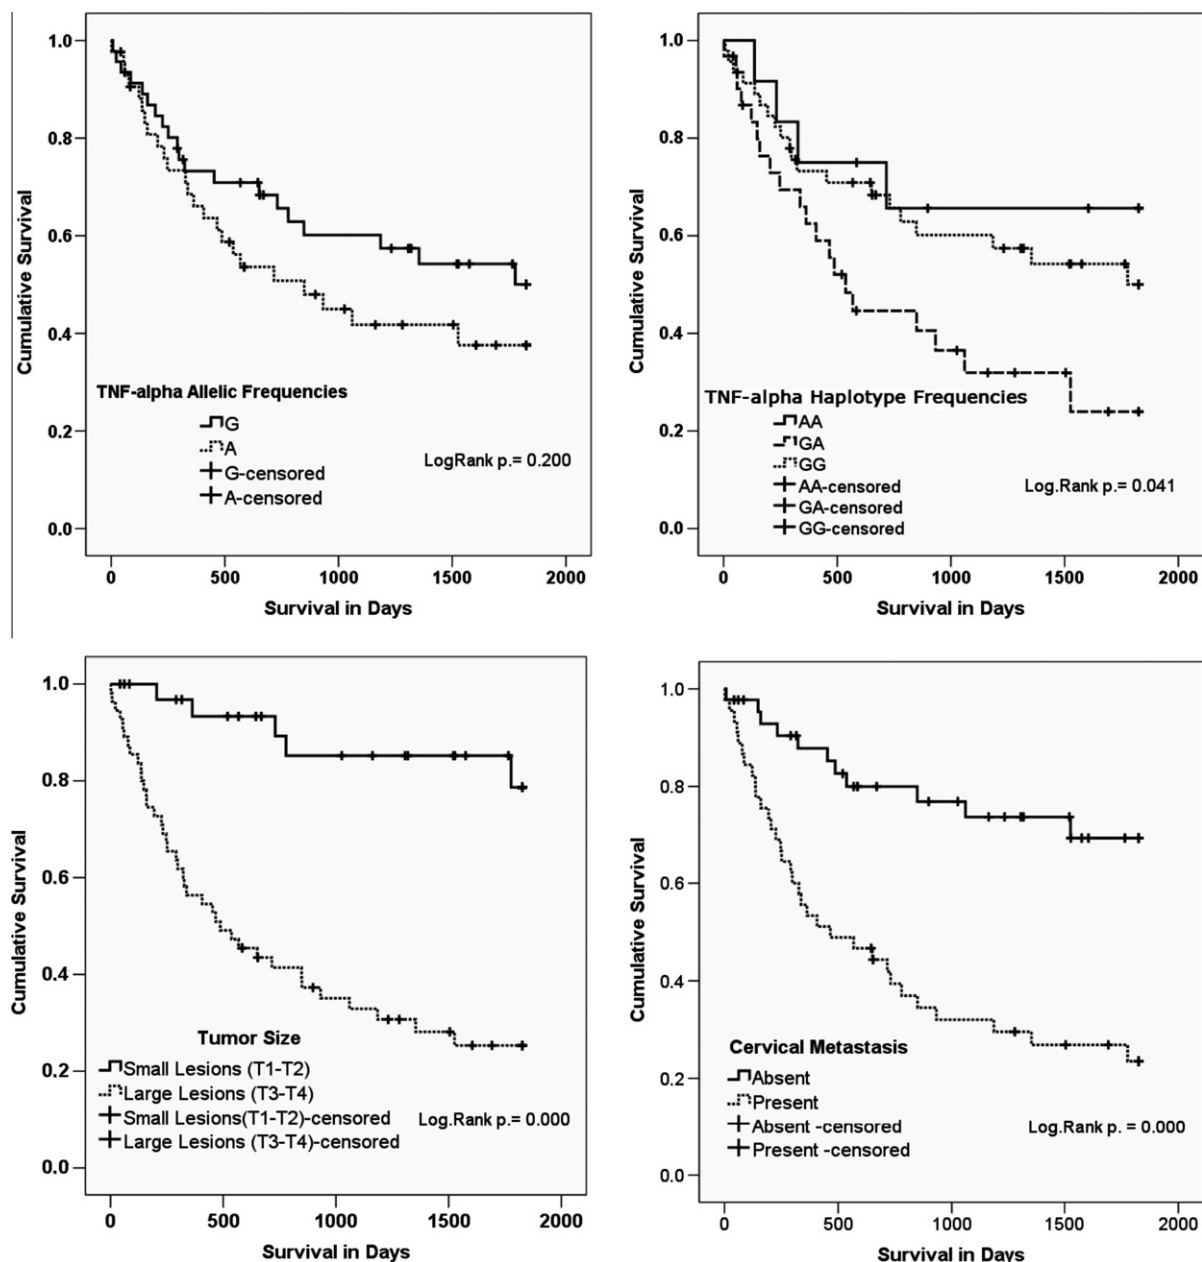 1.0
0.8
0.6
0.4
0.2
0.0
Cumulative Survival
TNF-alpha Allelic Frequencies
G
A
G-censored
A-censored
LogRank p.= 0.200
0 500 1000 1500 2000
Survival in Days
1.0
0.8
0.6
0.4
0.2
0.0
Cumulative Survival
TNF-alpha Haplotype Frequencies
AA
GA
GG
AA-censored
GA-censored
GG-censored
Log.Rank p.= 0.041
0 500 1000 1500 2000
Survival in Days
1.0
0.8
0.6
0.4
0.2
0.0
Cumulative Survival
Tumor Size
Small Lesions (T1-T2)
Large Lesions (T3-T4)
Small Lesions(T1-T2)-censored
Large Lesions (T3-T4)-censored
Log.Rank p.= 0.000
0 500 1000 1500 2000
Survival in Days
1.0
0.8
0.6
0.4
0.2
0.0
Cumulative Survival
Cervical Metastasis
Absent
Present
Absent -censored
Present -censored
Log.Rank p. = 0.000
0 500 1000 1500 2000
Survival in Days